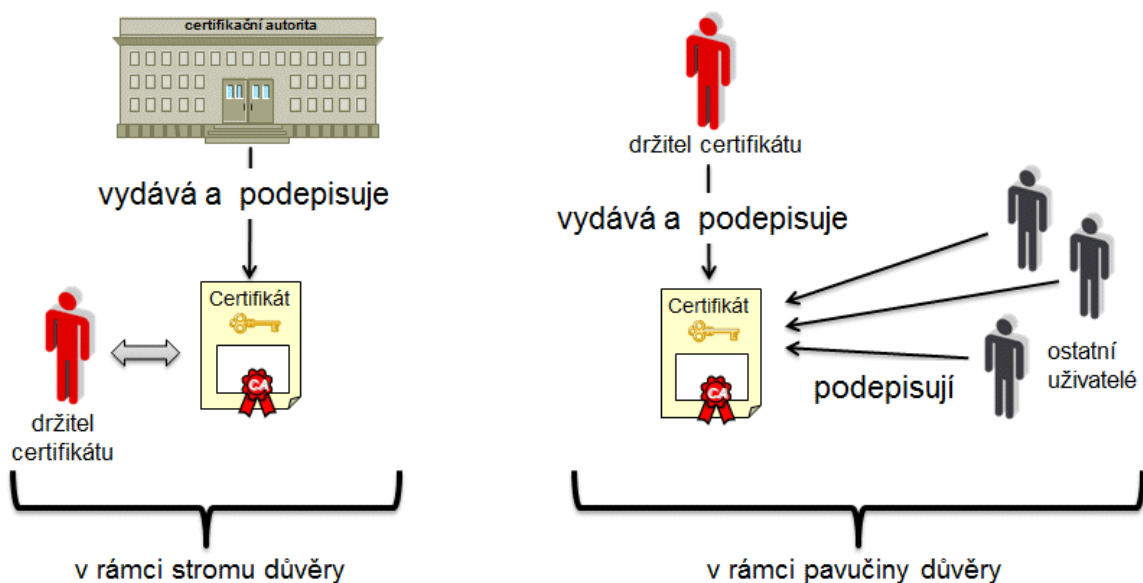 certifikační autorita
vydává a podepisuje
Certifikát
CA
držitel
certifikátu
v rámci stromu důvěry
držitel certifikátu
vydává a podepisuje
Certifikát
CA
podepisují
ostatní
uživatelé
v rámci pavučiny důvěry